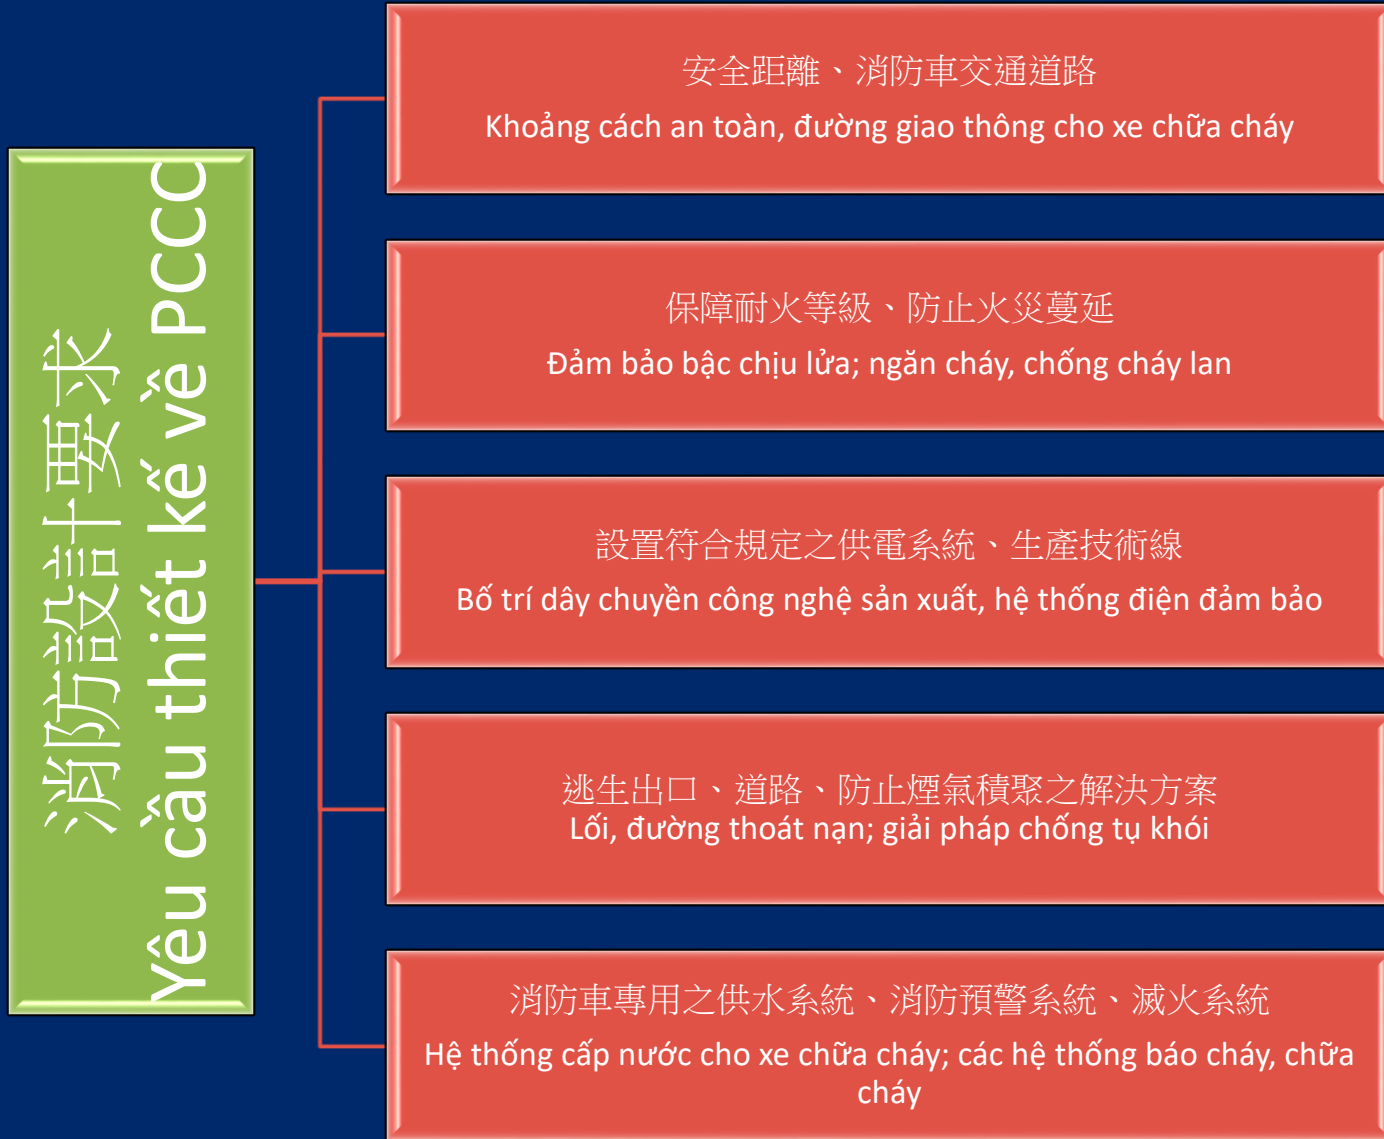 消防設計要求
Yêu cầu thiết kế về PCCC
安全距離、消防車交通道路
Khoảng cách an toàn, đường giao thông cho xe chữa cháy
保障耐火等級、防止火災蔓延
Đảm bảo bậc chịu lửa; ngăn cháy, chống cháy lan
設置符合規定之供電系統、生產技術線
Bố trí dây chuyền công nghệ sản xuất, hệ thống điện đảm bảo
逃生出口、道路、防止煙氣積聚之解決方案
Lối, đường thoát nạn; giải pháp chống tụ khói
消防車專用之供水系統、消防預警系統、滅火系統
Hệ thống cấp nước cho xe chữa cháy; các hệ thống báo cháy, chữa
cháy